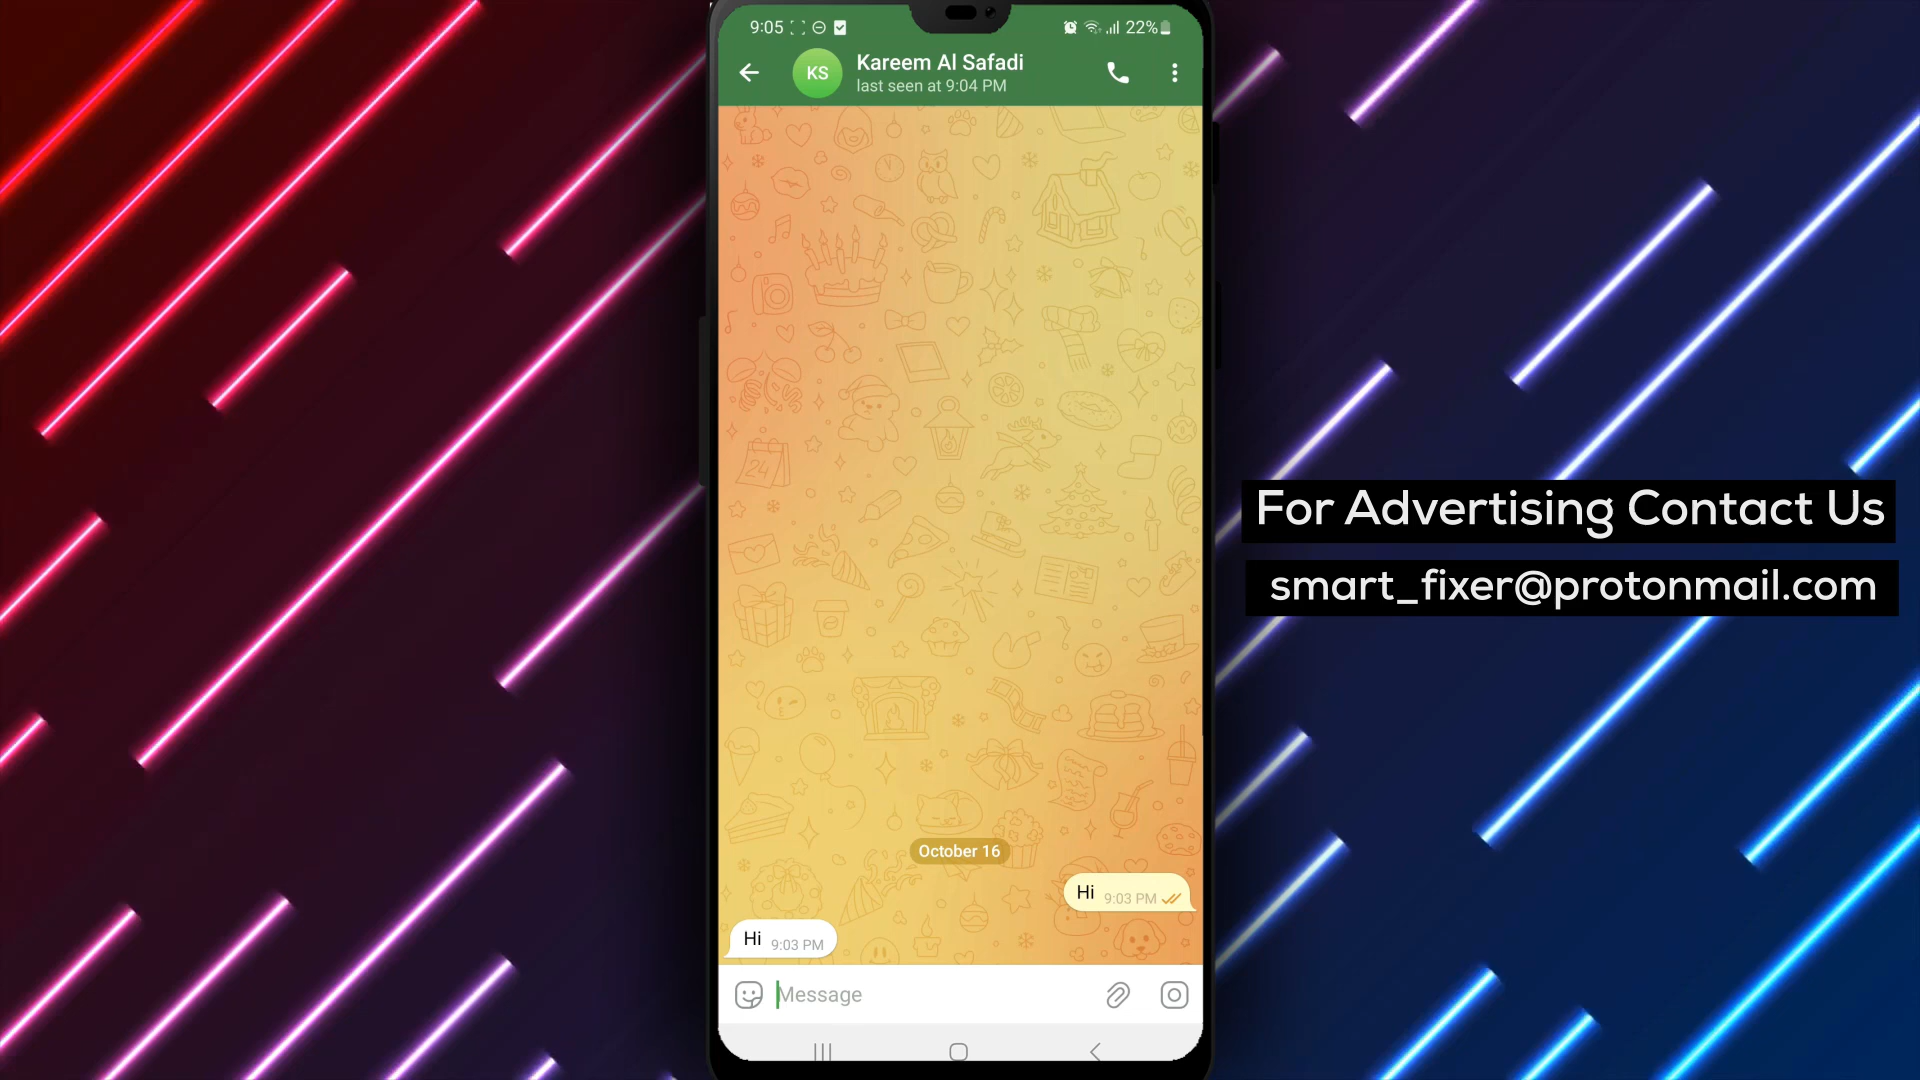 9:05
22%
KS
Kareem Al Safadi
last seen at 9:04 PM
24
For Advertising Contact Us
smart_fixer@protonmail.com
October 16
Hi 9:03 PM
Hi 9:03 PM
Message